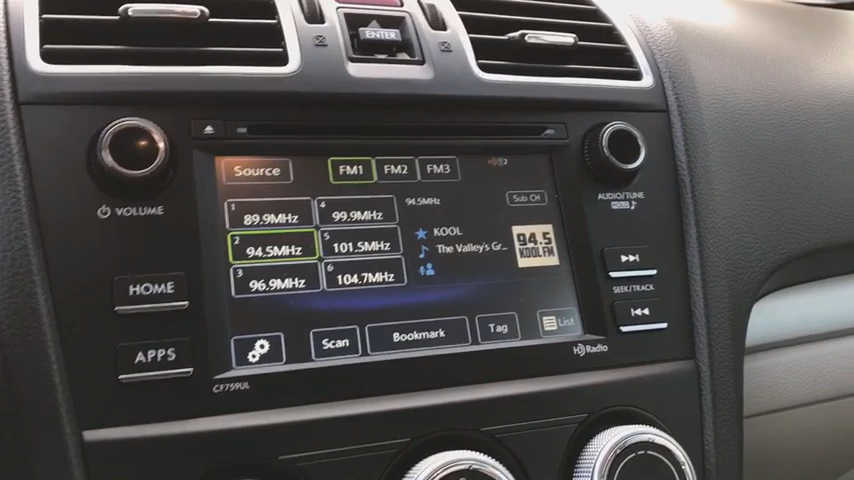 ENTER
VOLUME
HOME
APPS
CF759UL
Source
FM1
FM2
FM3
1 89.9MHz
4 99.9MHz
2 94.5MHz
5 101.5MHz
3 96.9MHz
6 104.7MHz
94.5MHz
Sub CH
KOOL
The Valley's Gr...
94.5
KOOL FM
Scan
Bookmark
Tag
List
HD Radio
AUDIO/TUNE
HOLD
SEEK/TRACK